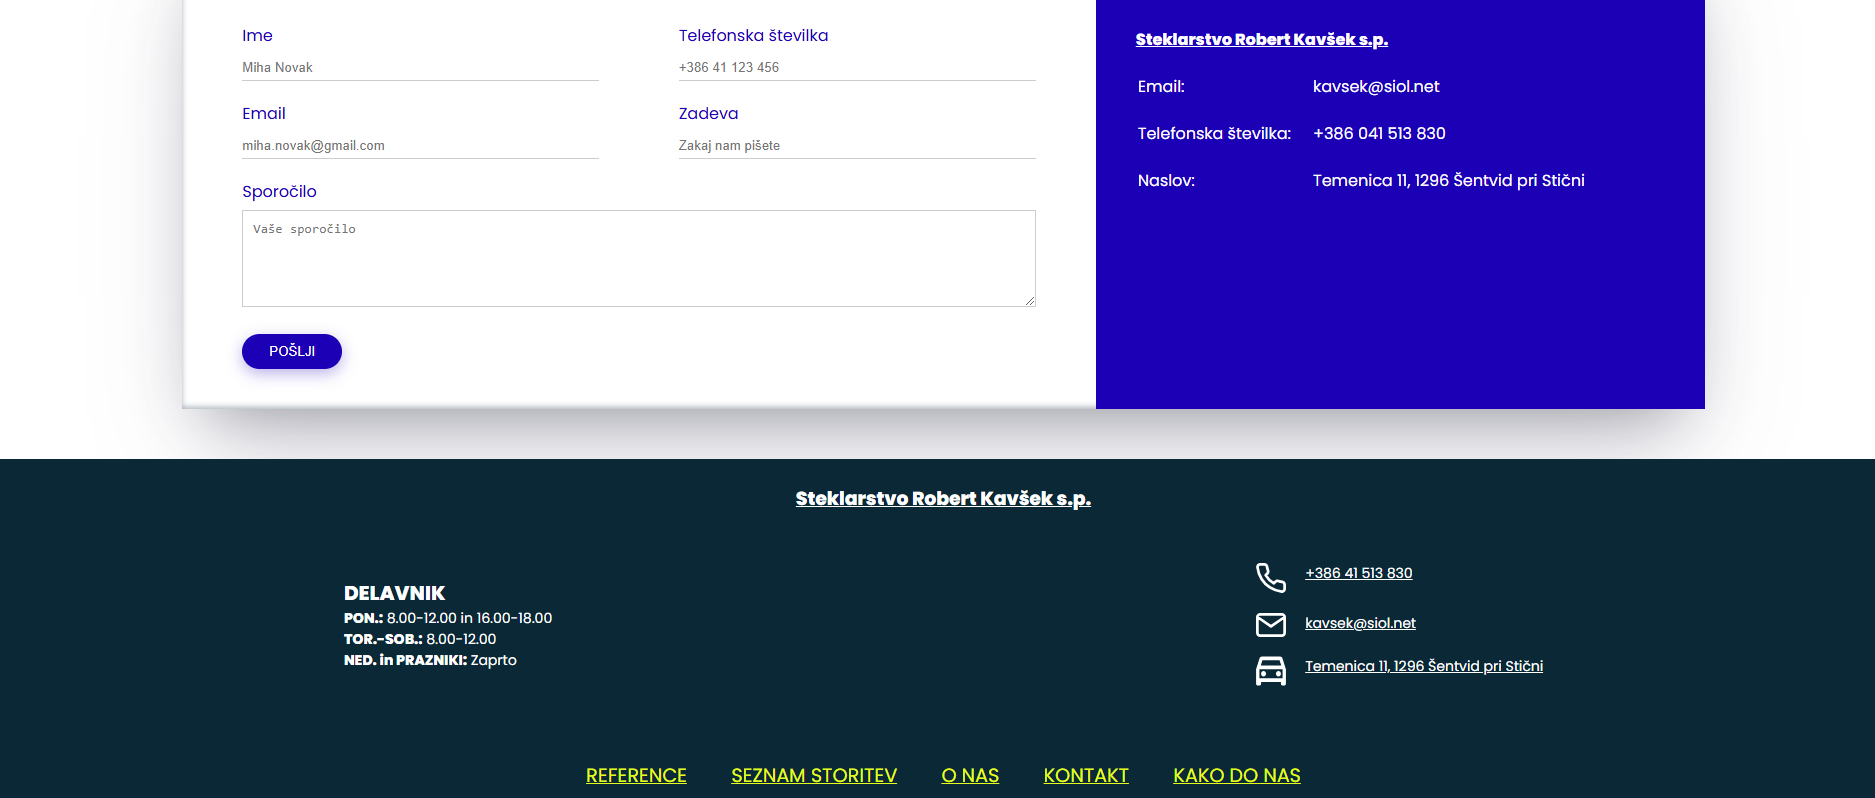 Ime
Miha Novak
Telefonska številka
+386 41 123 456
Email
miha.novak@gmail.com
Zadeva
Zakaj nam pišete
Sporočilo
Vaše sporočilo
POŠLJI
Steklarstvo Robert Kavšek s.p.
Email: kavsek@siol.net
Telefonska številka: +386 041 513 830
Naslov: Temenica 11, 1296 Šentvid pri Stični
Steklarstvo Robert Kavšek s.p.
DELAVNIK
PON.: 8.00-12.00 in 16.00-18.00
TOR.-SOB.: 8.00-12.00
NED. in PRAZNIKI: Zaprto
+386 41 513 830
kavsek@siol.net
Temenica 11, 1296 Šentvid pri Stični
REFERENCE SEZNAM STORITEV O NAS KONTAKT KAKO DO NAS